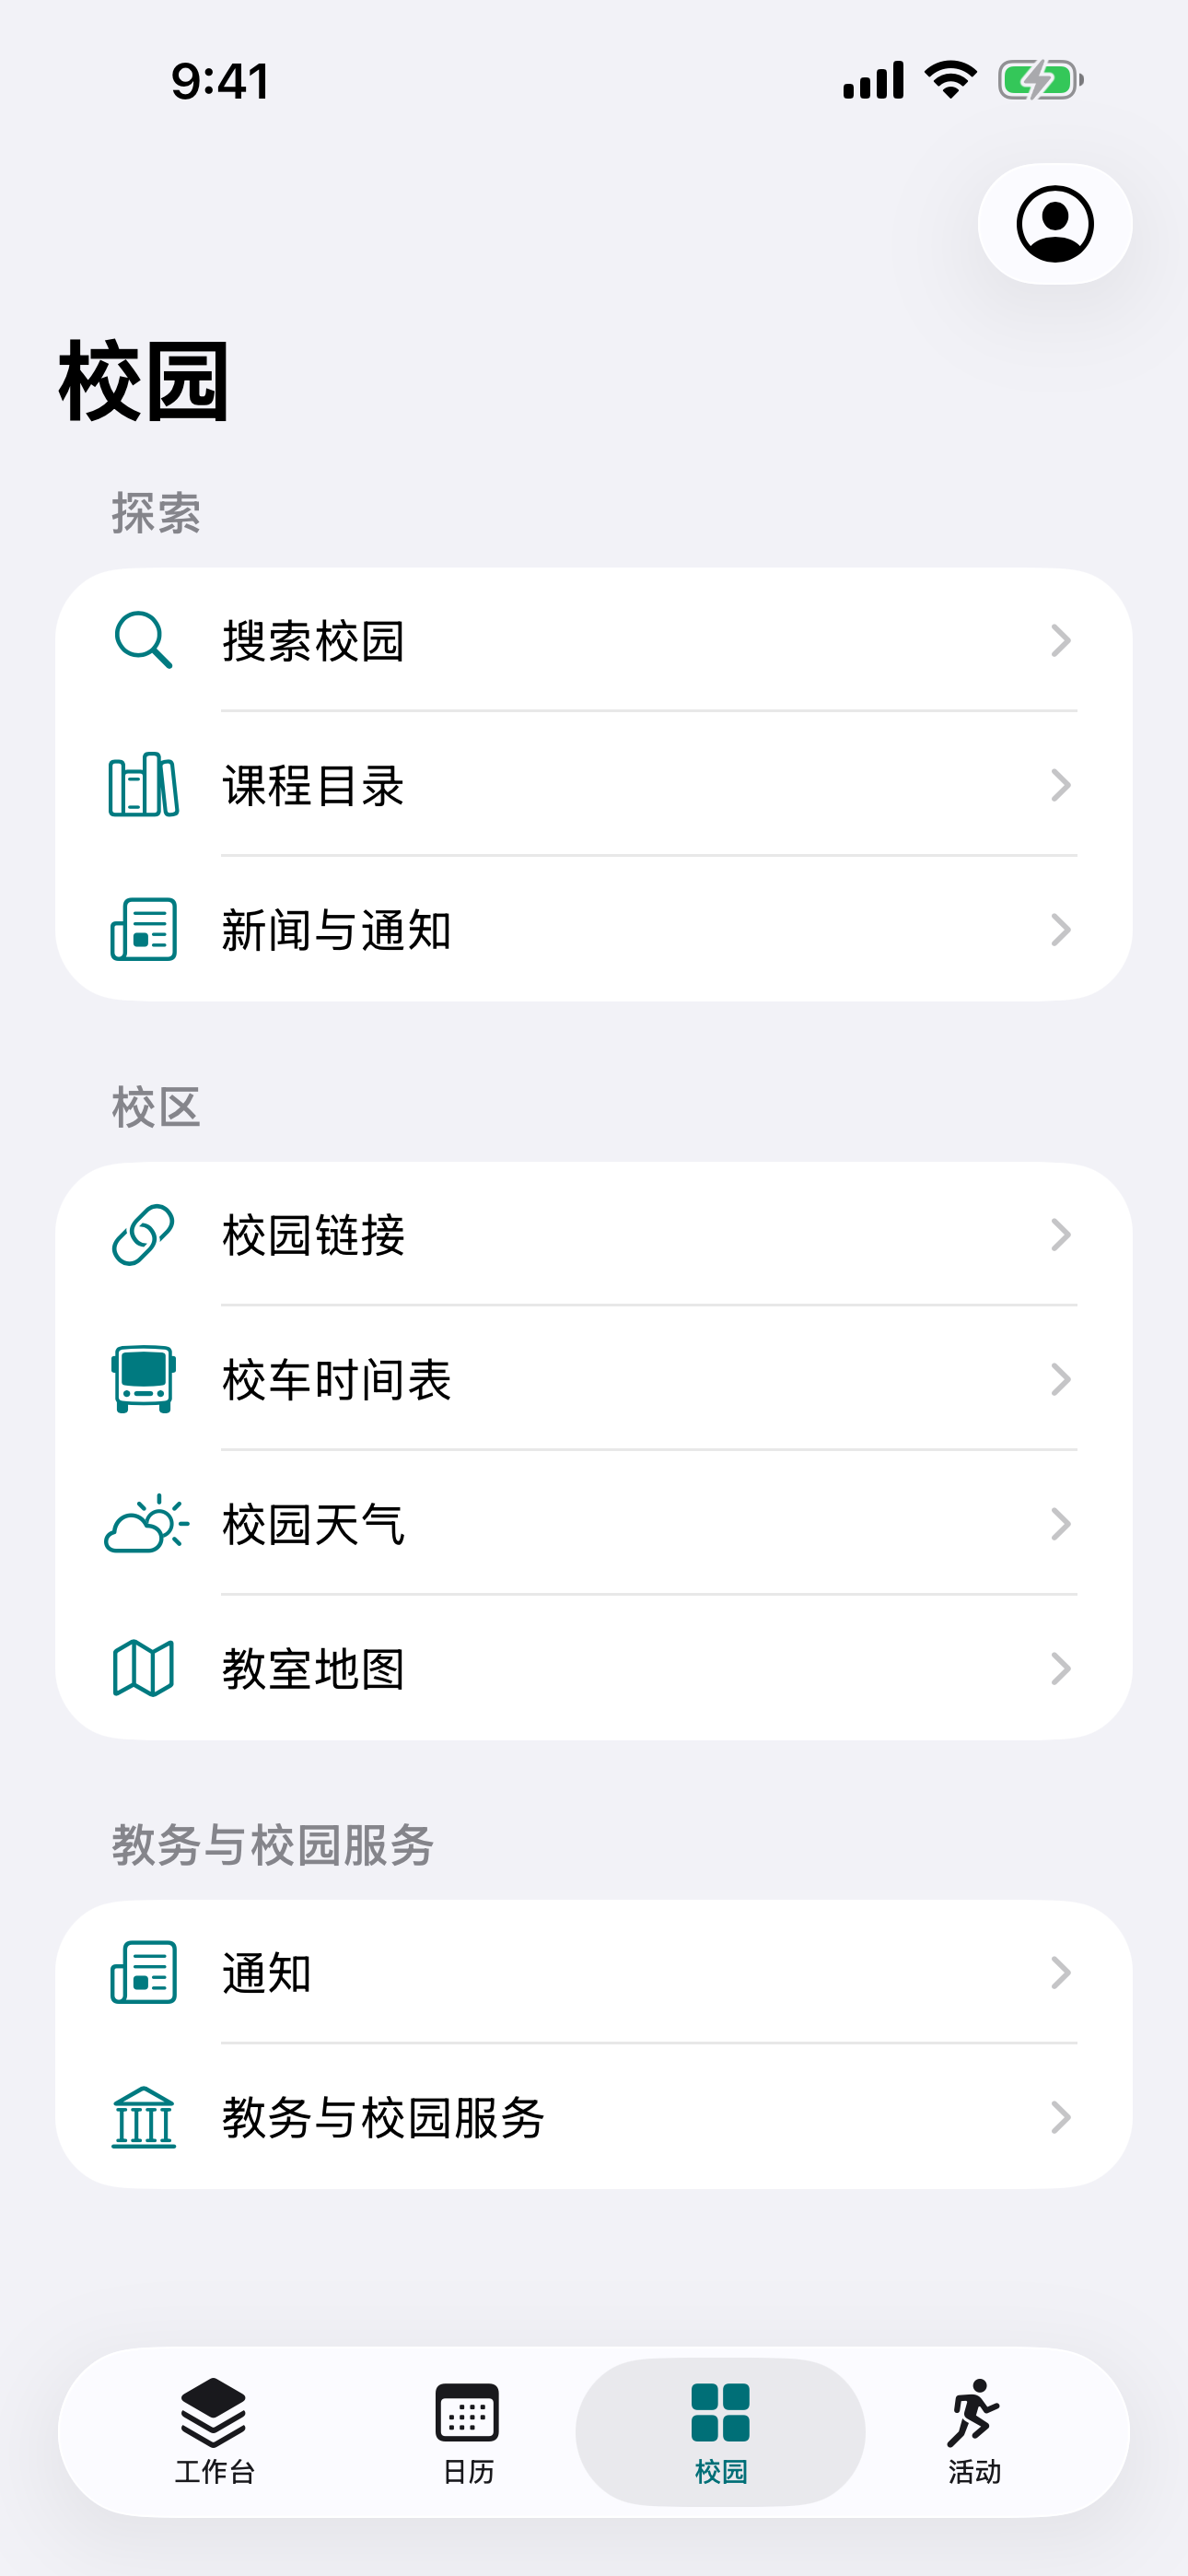 9:41
校园
探索
搜索校园
课程目录
新闻与通知
校区
校园链接
校车时间表
校园天气
教室地图
教务与校园服务
通知
教务与校园服务
工作台
日历
校园
活动